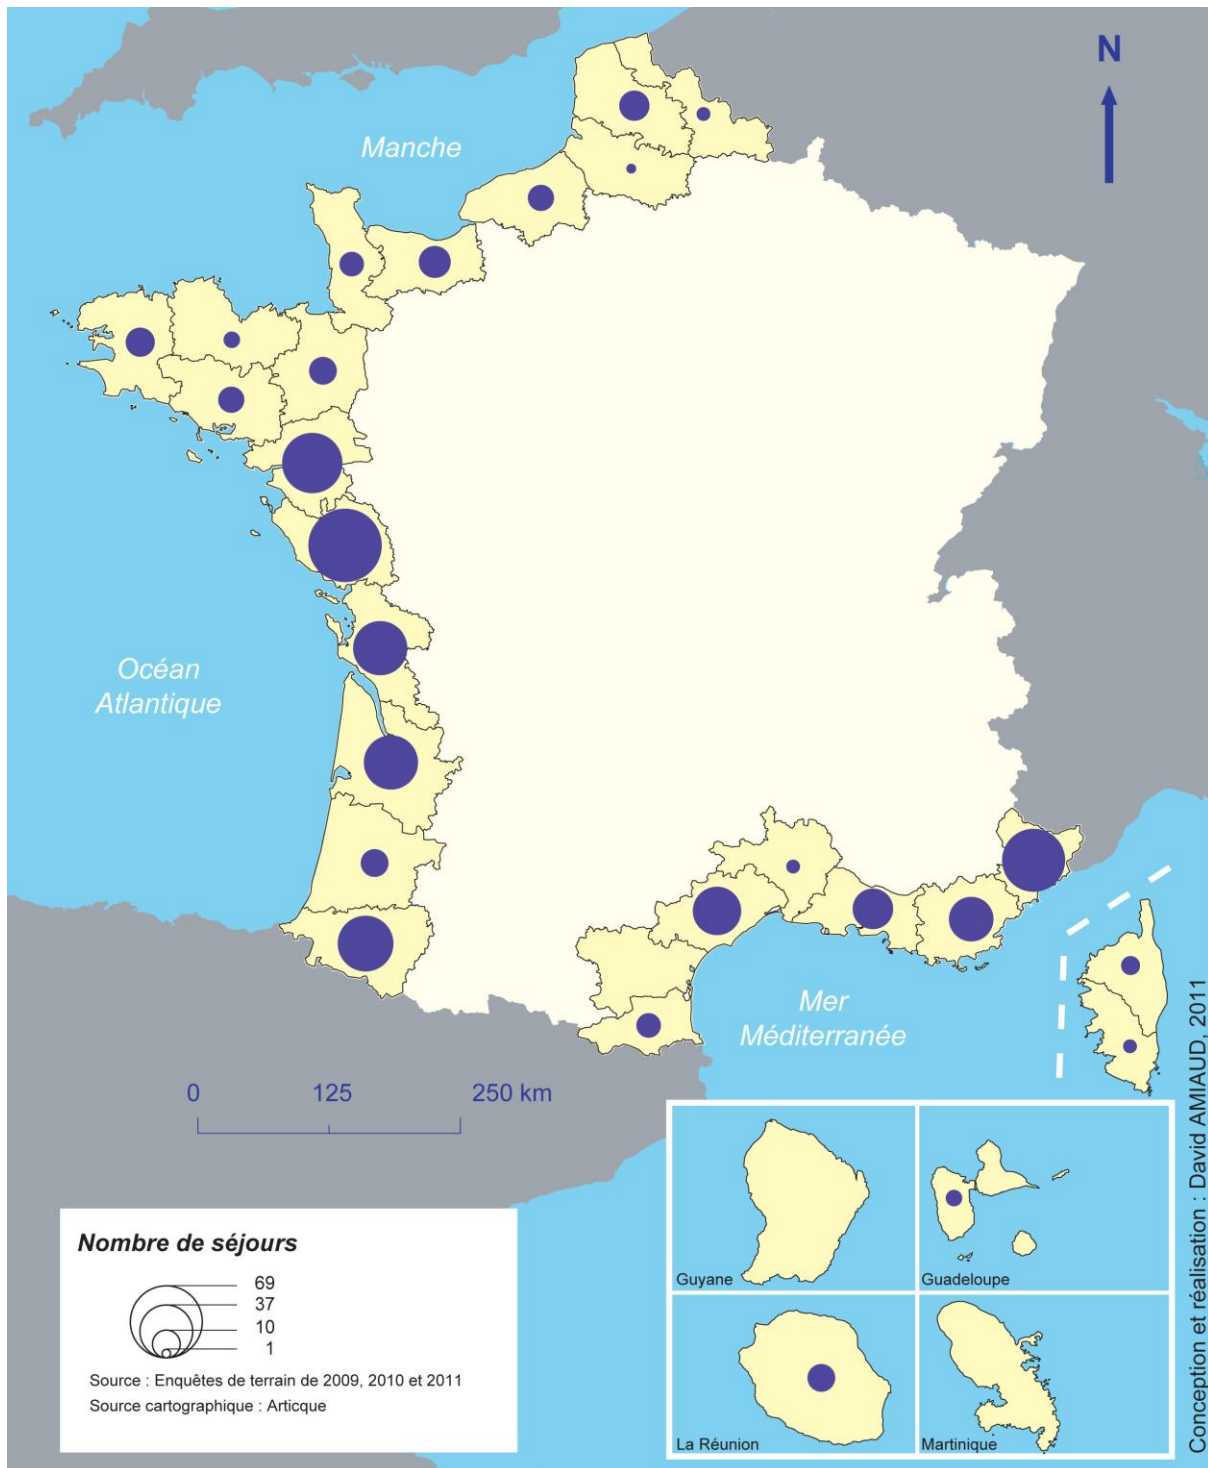 N
Manche
Océan
Atlantique
Mer
Méditerranée
0 125 250 km
Nombre de séjours
69
37
10
1
Source : Enquêtes de terrain de 2009, 2010 et 2011
Source cartographique : Articque
Guyane
Guadeloupe
La Réunion
Martinique
Conception et réalisation : David AMIAUD, 2011